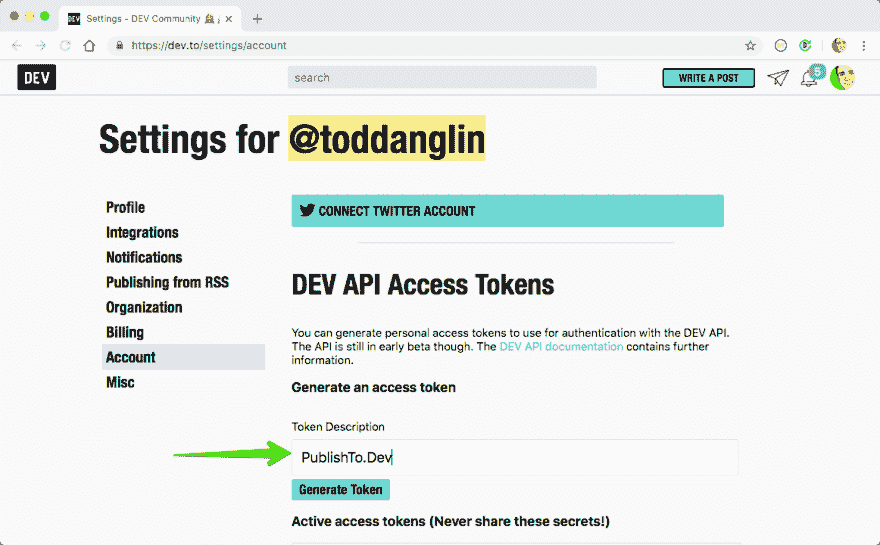 DEV Settings - DEV Community
https://dev.to/settings/account
DEV
search
WRITE A POST
5
Settings for @toddanglin
Profile
Integrations
Notifications
Publishing from RSS
Organization
Billing
Account
Misc
CONNECT TWITTER ACCOUNT
DEV API Access Tokens
You can generate personal access tokens to use for authentication with the DEV API.
The API is still in early beta though. The DEV API documentation contains further
information.
Generate an access token
Token Description
PublishTo.Dev
Generate Token
Active access tokens (Never share these secrets!)